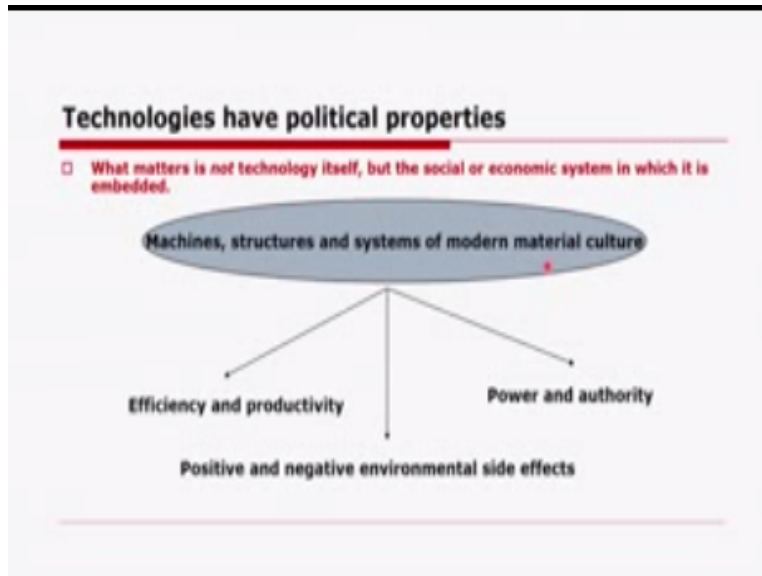 Technologies have political properties
What matters is not technology itself, but the social or economic system in which it is
embedded.
Machines, structures and systems of modern material culture
Efficiency and productivity
Power and authority
Positive and negative environmental side effects